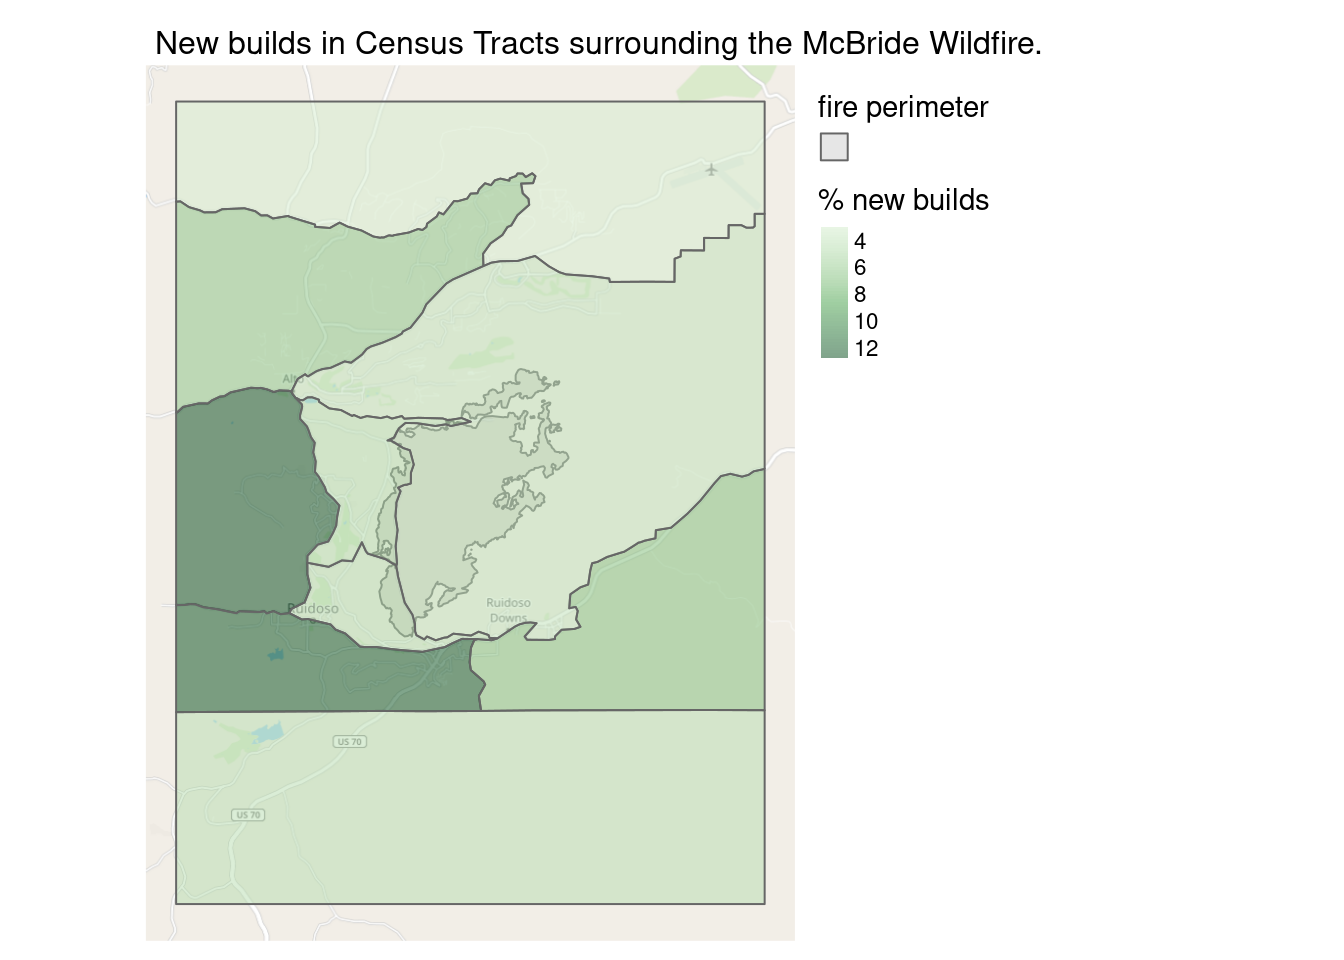 New builds in Census Tracts surrounding the McBride Wildfire.
fire perimeter
% new builds
4
6
8
10
12
Alto
Ruidoso
Ruidoso
Downs
US 70
US 70